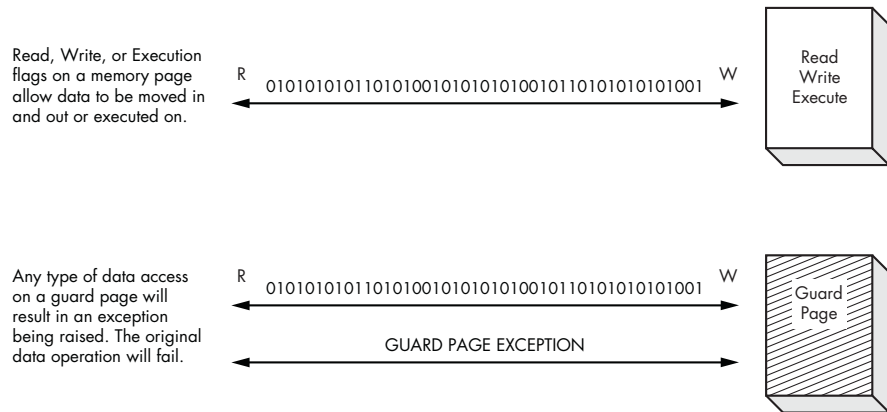 Read, Write, or Execution
flags on a memory page
allow data to be moved in
and out or executed on.
R
0101010101101010010101010100101101010101010101001
W
Read
Write
Execute
Any type of data access
on a guard page will
result in an exception
being raised. The original
data operation will fail.
R
0101010101101010010101010100101101010101010101001
W
GUARD PAGE EXCEPTION
Guard
Page